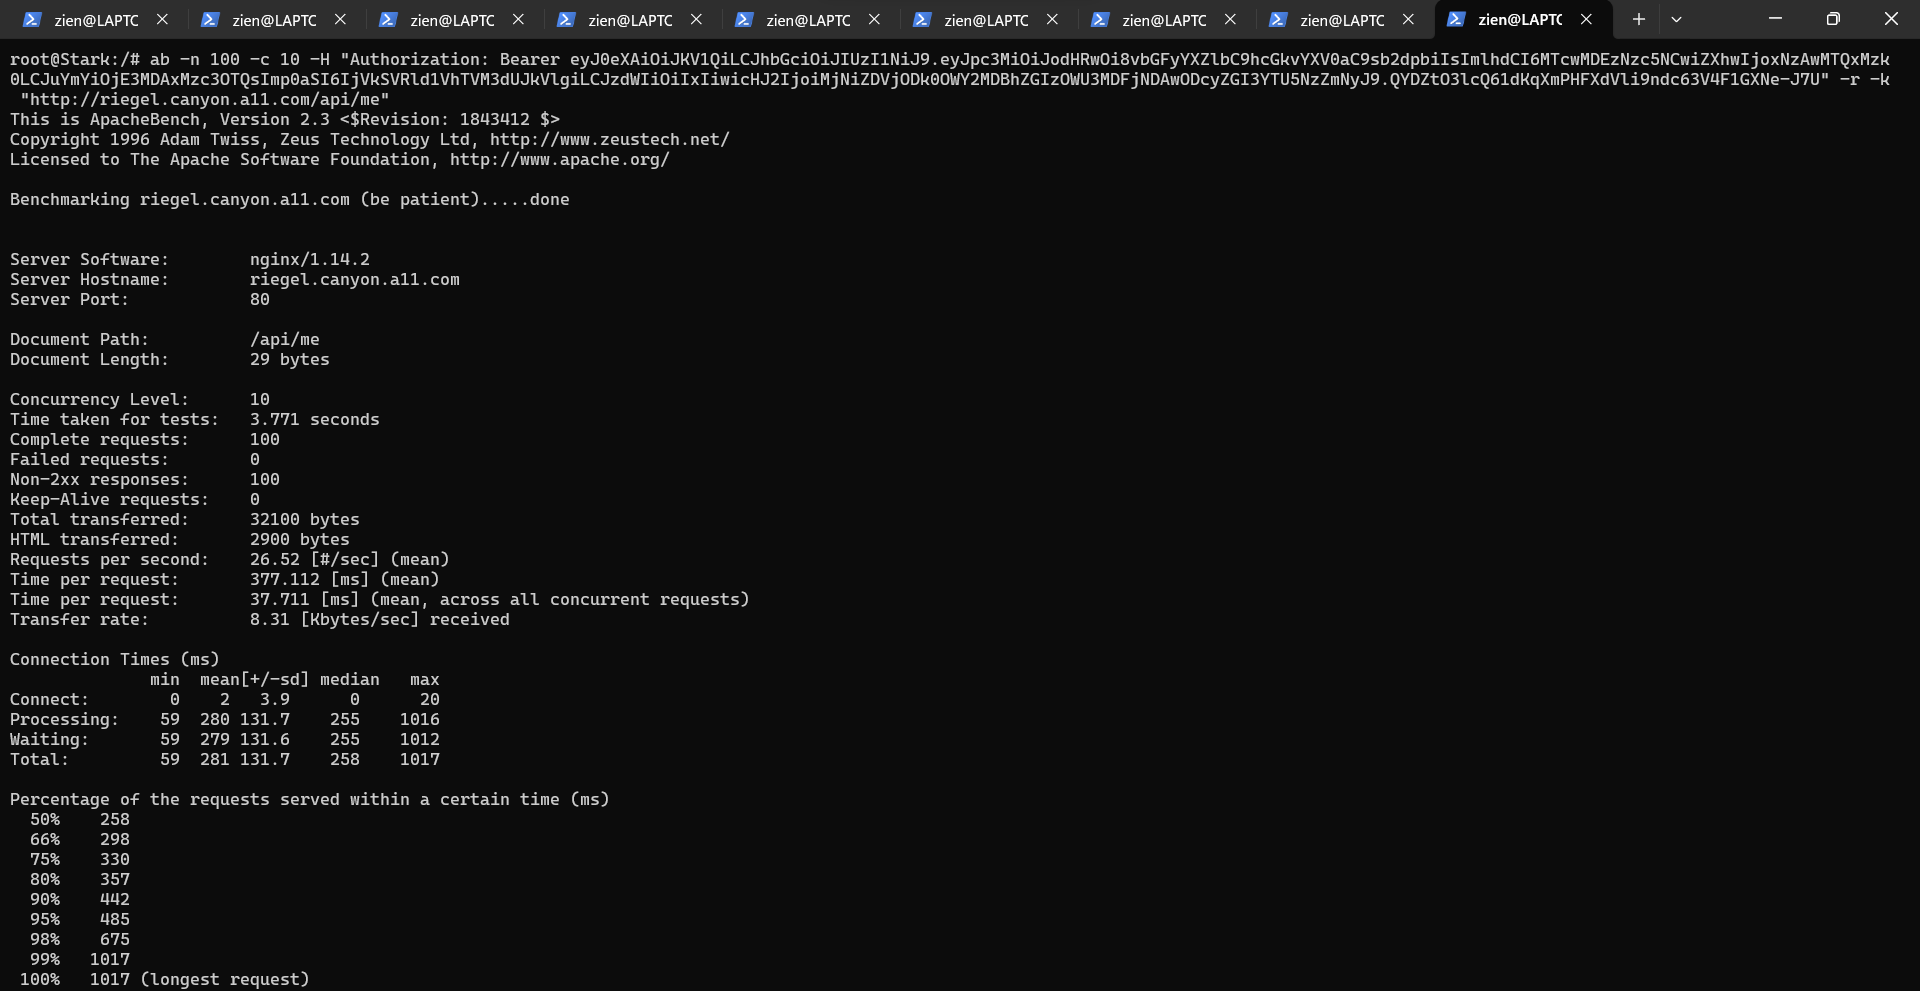 zien@LAPTC zien@LAPTC zien@LAPTC zien@LAPTC zien@LAPTC zien@LAPTC zien@LAPTC zien@LAPTC zien@LAPTC
root@Stark:/# ab -n 100 -c 10 -H "Authorization: Bearer eyJ0eXAiOiJKV1QiLCJhbGciOiJIUzI1NiJ9.eyJpc3MiOiJodHRwOi8vbGFyYXZlbC9hcGkvYXV0aC9sb2dpbiIsImlhdCI6MTcwMDEzNzc5NCwiZXhwIjoxNzAwMTQxMzk
0LCJuYmYiOjE3MDAxMzc3OTQsImp0aSI6IjVkSVRld1VhTVM3dUJkVlgiLCJzdWIiOiIxIiwicHJ2IjoiMjNiZDVjODk0OWY2MDBhZGIzOWU3MDFjNDAwODcyZGI3YTU5NzZmNyJ9.QYDZtO3lcQ61dKqXmPHFXdVli9ndc63V4F1GXNe-J7U" -r -k
"http://riegel.canyon.a11.com/api/me"
This is ApacheBench, Version 2.3 <$Revision: 1843412 $>
Copyright 1996 Adam Twiss, Zeus Technology Ltd, http://www.zeustech.net/
Licensed to The Apache Software Foundation, http://www.apache.org/
Benchmarking riegel.canyon.a11.com (be patient).....done
Server Software: nginx/1.14.2
Server Hostname: riegel.canyon.a11.com
Server Port: 80
Document Path: /api/me
Document Length: 29 bytes
Concurrency Level: 10
Time taken for tests: 3.771 seconds
Complete requests: 100
Failed requests: 0
Non-2xx responses: 100
Keep-Alive requests: 0
Total transferred: 32100 bytes
HTML transferred: 2900 bytes
Requests per second: 26.52 [#/sec] (mean)
Time per request: 377.112 [ms] (mean)
Time per request: 37.711 [ms] (mean, across all concurrent requests)
Transfer rate: 8.31 [Kbytes/sec] received
Connection Times (ms)
min mean[+/-sd] median max
Connect: 0 2 3.9 0 20
Processing: 59 280 131.7 255 1016
Waiting: 59 279 131.6 255 1012
Total: 59 281 131.7 258 1017
Percentage of the requests served within a certain time (ms)
50% 258
66% 298
75% 330
80% 357
90% 442
95% 485
98% 675
99% 1017
100% 1017 (longest request)